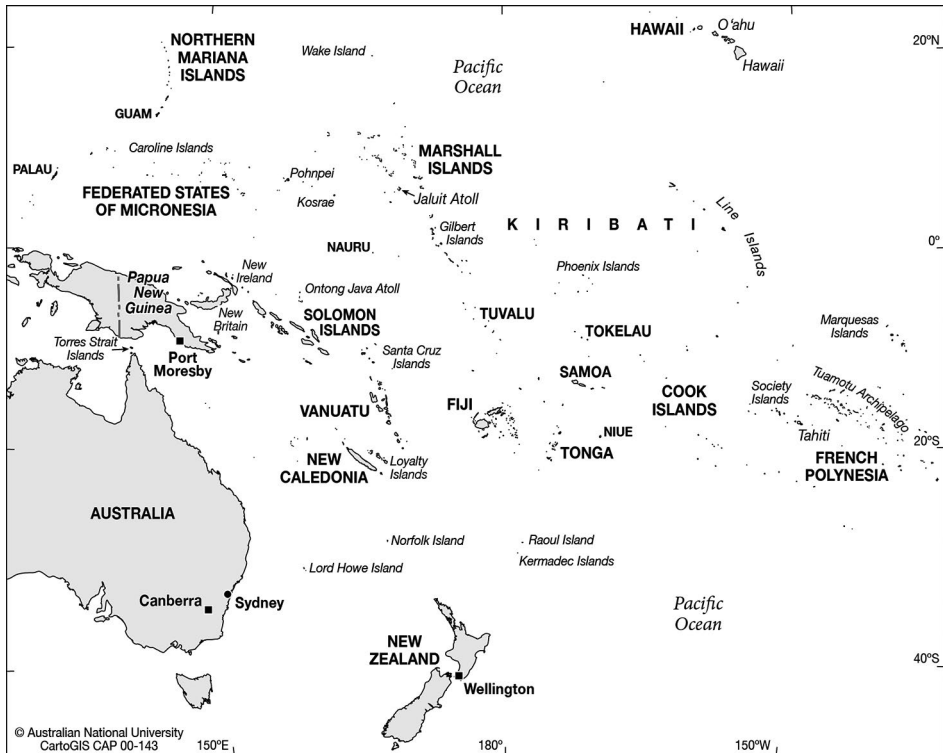 NORTHERN
MARIANA
ISLANDS
Wake Island
Pacific
Ocean
HAWAII
Oʻahu
Hawaii
20ºN
GUAM
Caroline Islands
PALAU
FEDERATED STATES
OF MICRONESIA
Pohnpei
Kosrae
MARSHALL
ISLANDS
Jaluit Atoll
Gilbert
Islands
KIRIBATI
Line
Islands
0º
NAURU
Phoenix Islands
Papua
New
Guinea
New
Ireland
New
Britain
Ontong Java Atoll
SOLOMON
ISLANDS
TUVALU
TOKELAU
Marquesas
Islands
Torres Strait
Islands
Port
Moresby
Santa Cruz
Islands
SAMOA
VANUATU
FIJI
COOK
ISLANDS
Society
Islands
Tuamotu Archipelago
NIUE
TONGA
Tahiti
20ºS
NEW
CALEDONIA
Loyalty
Islands
FRENCH
POLYNESIA
AUSTRALIA
Norfolk Island
Raoul Island
Kermadec Islands
Lord Howe Island
Canberra
Sydney
Pacific
Ocean
NEW
ZEALAND
Wellington
40ºS
© Australian National University
CartoGIS CAP 00-143
150ºE
180º
150ºW